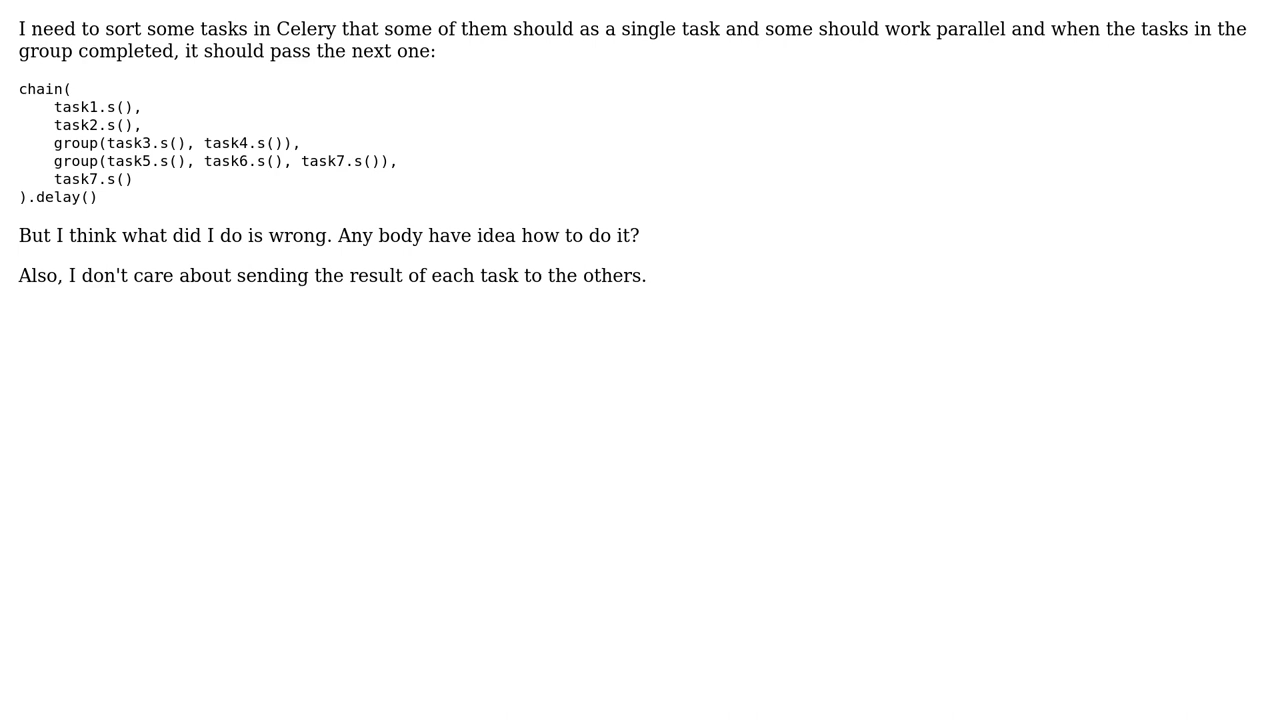 I need to sort some tasks in Celery that some of them should as a single task and some should work parallel and when the tasks in the
group completed, it should pass the next one:
chain(
    task1.s(),
    task2.s(),
    group(task3.s(), task4.s()),
    group(task5.s(), task6.s(), task7.s()),
    task7.s()
).delay()
But I think what did I do is wrong. Any body have idea how to do it?
Also, I don't care about sending the result of each task to the others.